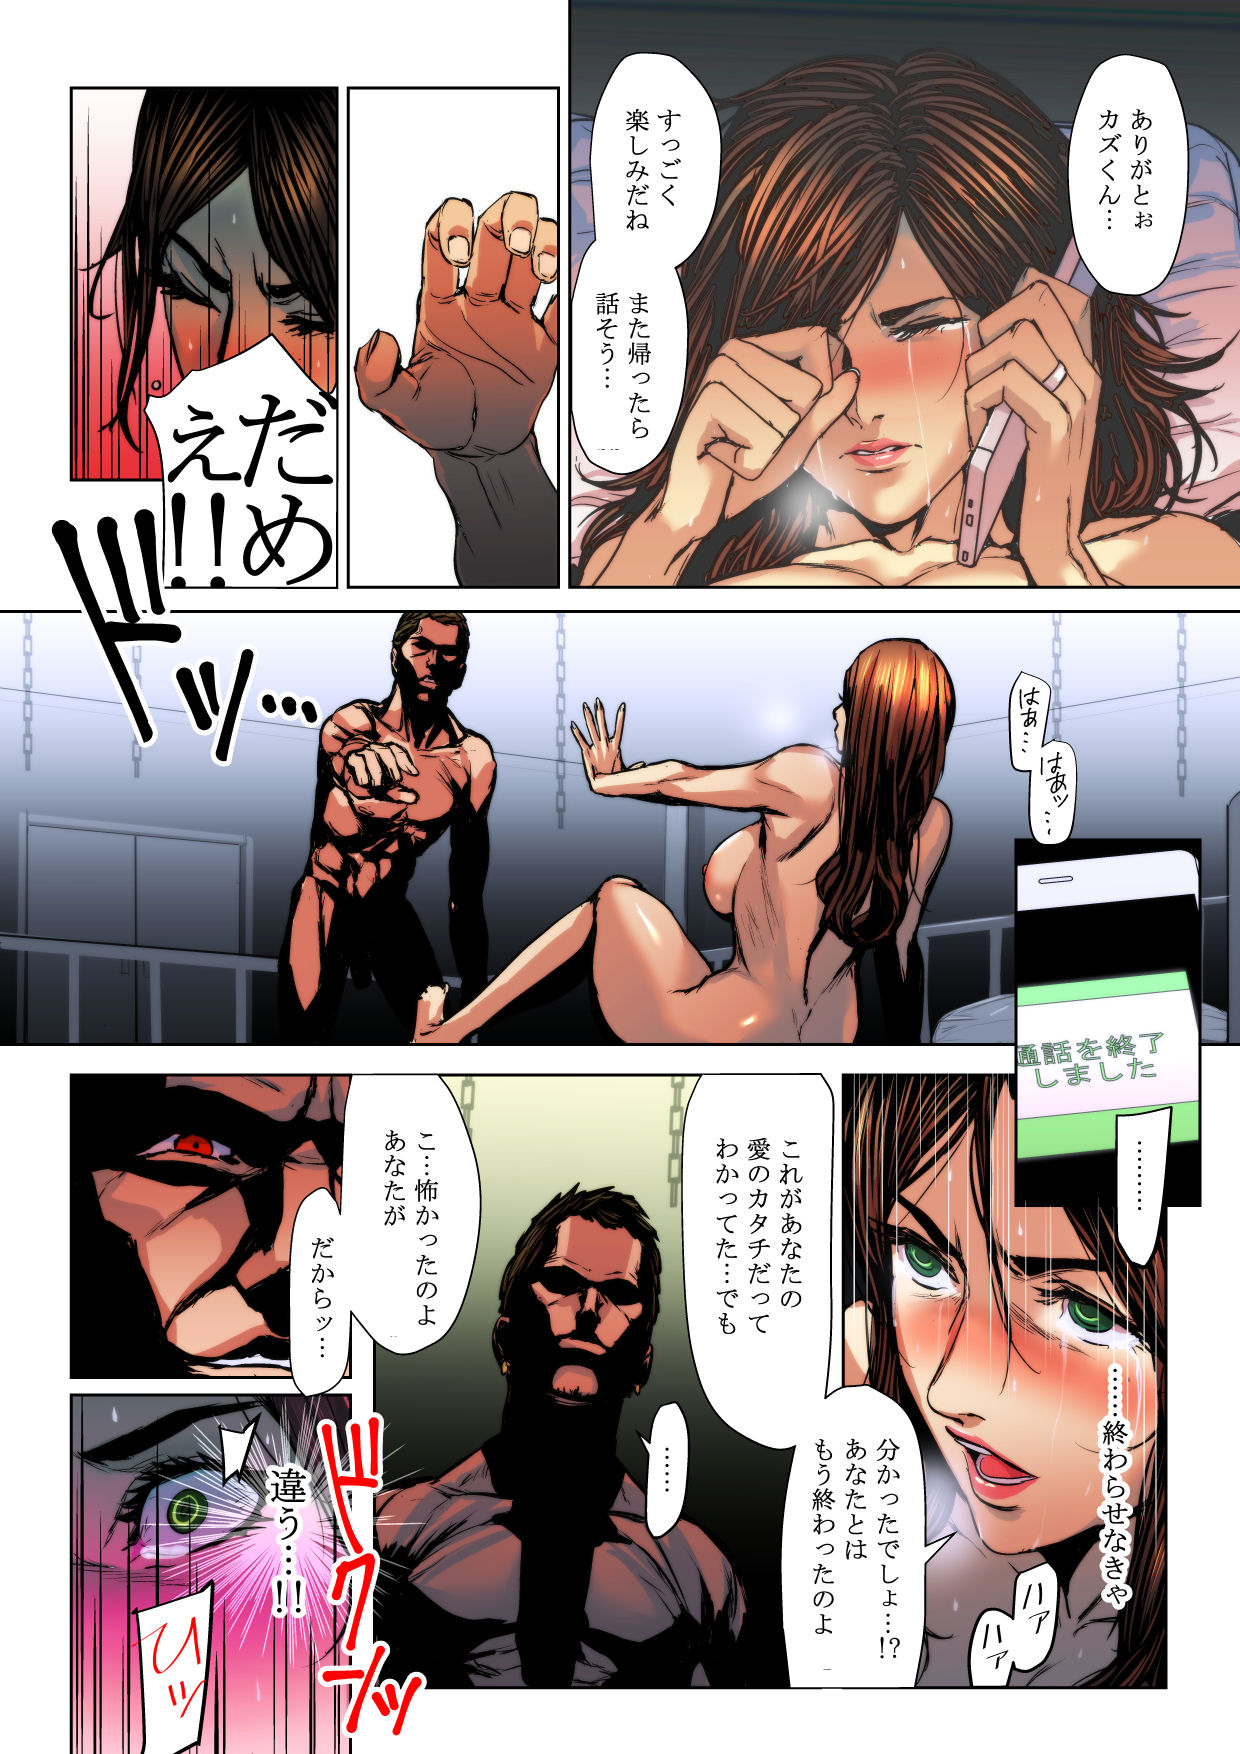 ありがとぉ
カズくん…
すっごく
楽しみだね
また帰ったら
話そう…
だめ
ぇ!!
ドッ…
はぁ…
はあッ…
通話を終了
しました
………
……終わらせなきゃ
ハァ
ハァ
分かったでしょ…!?
あなたとは
もう終わったのよ
これがあなたの
愛のカタチだって
わかってた…でも
……
こ…怖かったのよ
あなたが
だからッ…
違う…!!
ドクンッ
ヒッ